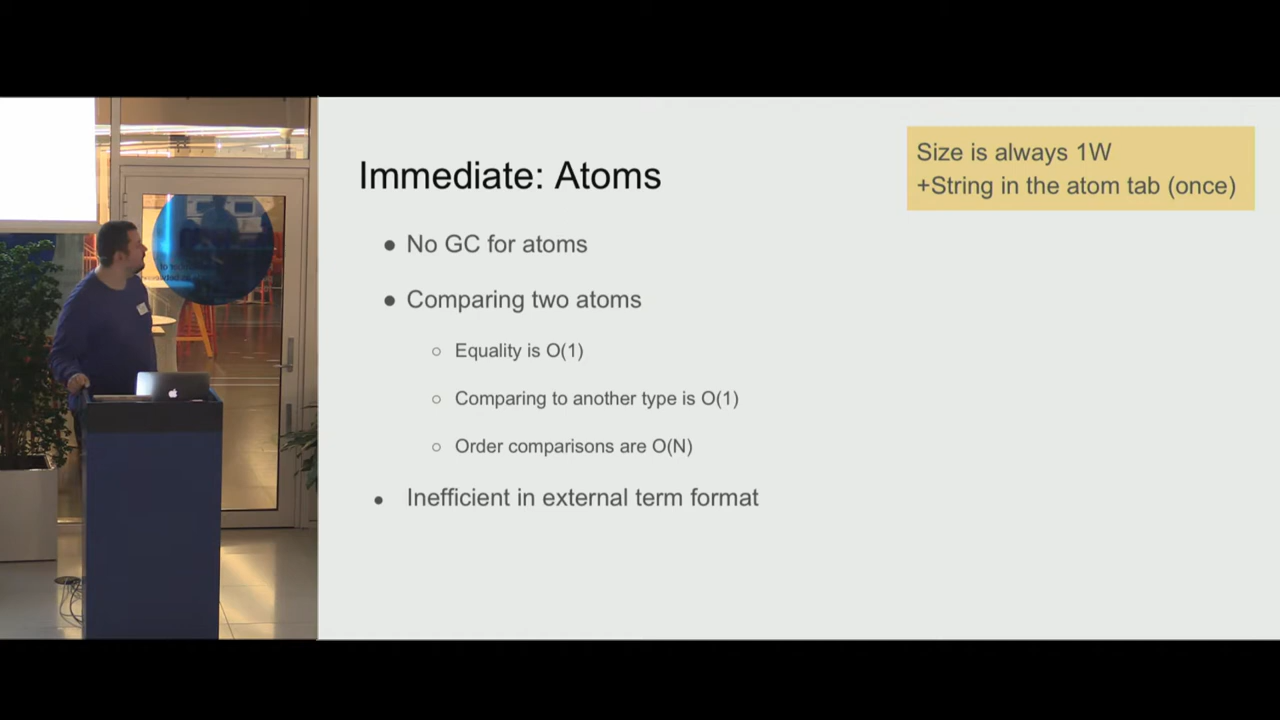 Immediate: Atoms
Size is always 1W
+String in the atom tab (once)
● No GC for atoms
● Comparing two atoms
○ Equality is O(1)
○ Comparing to another type is O(1)
○ Order comparisons are O(N)
● Inefficient in external term format